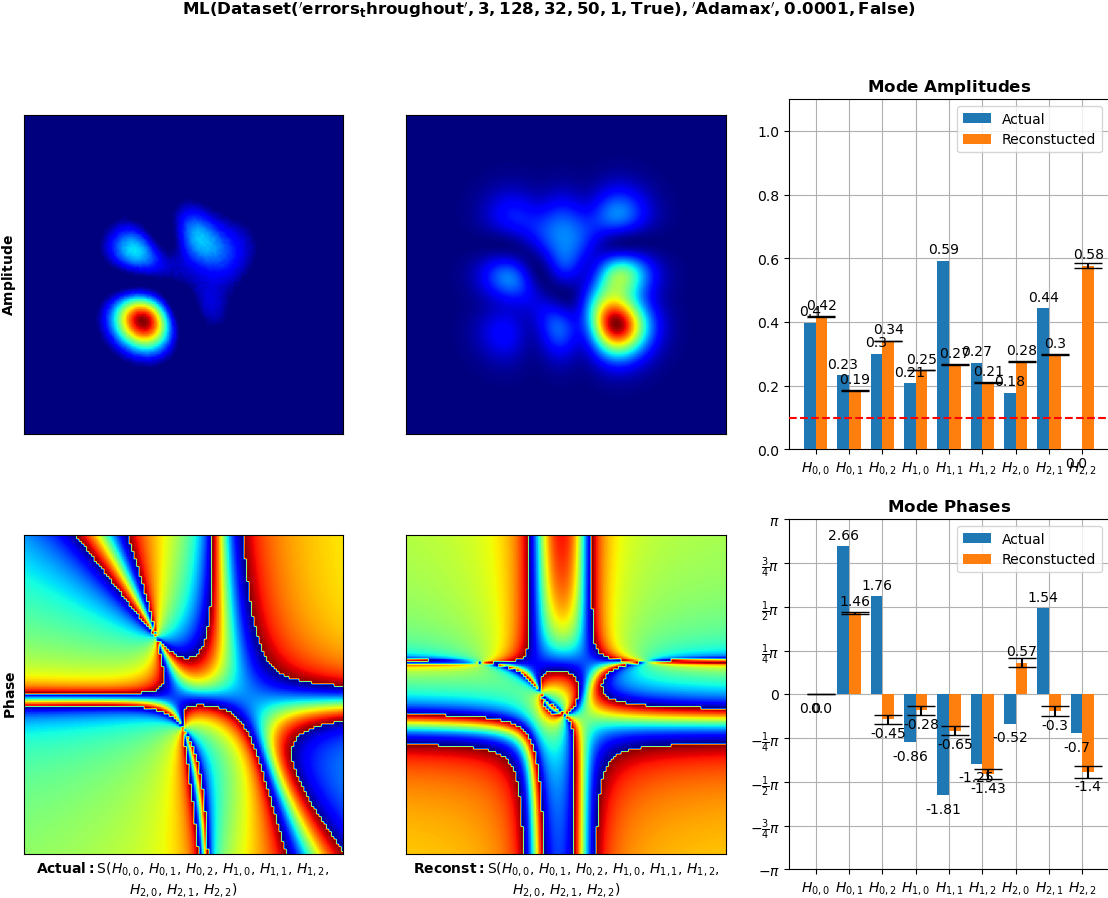 ML(Dataset('errors_throughout', 3, 128, 32, 50, 1, True), 'Adamax', 0.0001, False)
Amplitude
Mode Amplitudes
Actual
Reconstucted
1.0
0.8
0.6
0.4
0.2
0.0
0.4 0.42 0.23 0.19 0.3 0.34 0.21 0.25 0.59 0.27 0.27 0.21 0.18 0.28 0.44 0.3 0.0 0.58
H0,0 H0,1 H0,2 H1,0 H1,1 H1,2 H2,0 H2,1 H2,2
Phase
Mode Phases
Actual
Reconstucted
π
3/4π
1/2π
1/4π
0
−1/4π
−1/2π
−3/4π
−π
0.0 0.0 2.66 1.46 1.76 -0.45 -0.86 -0.28 -1.81 -0.65 -1.25 -1.43 -0.52 0.57 1.54 -0.3 -0.7 -1.4
H0,0 H0,1 H0,2 H1,0 H1,1 H1,2 H2,0 H2,1 H2,2
Actual: S(H0,0, H0,1, H0,2, H1,0, H1,1, H1,2,
H2,0, H2,1, H2,2)
Reconst: S(H0,0, H0,1, H0,2, H1,0, H1,1, H1,2,
H2,0, H2,1, H2,2)